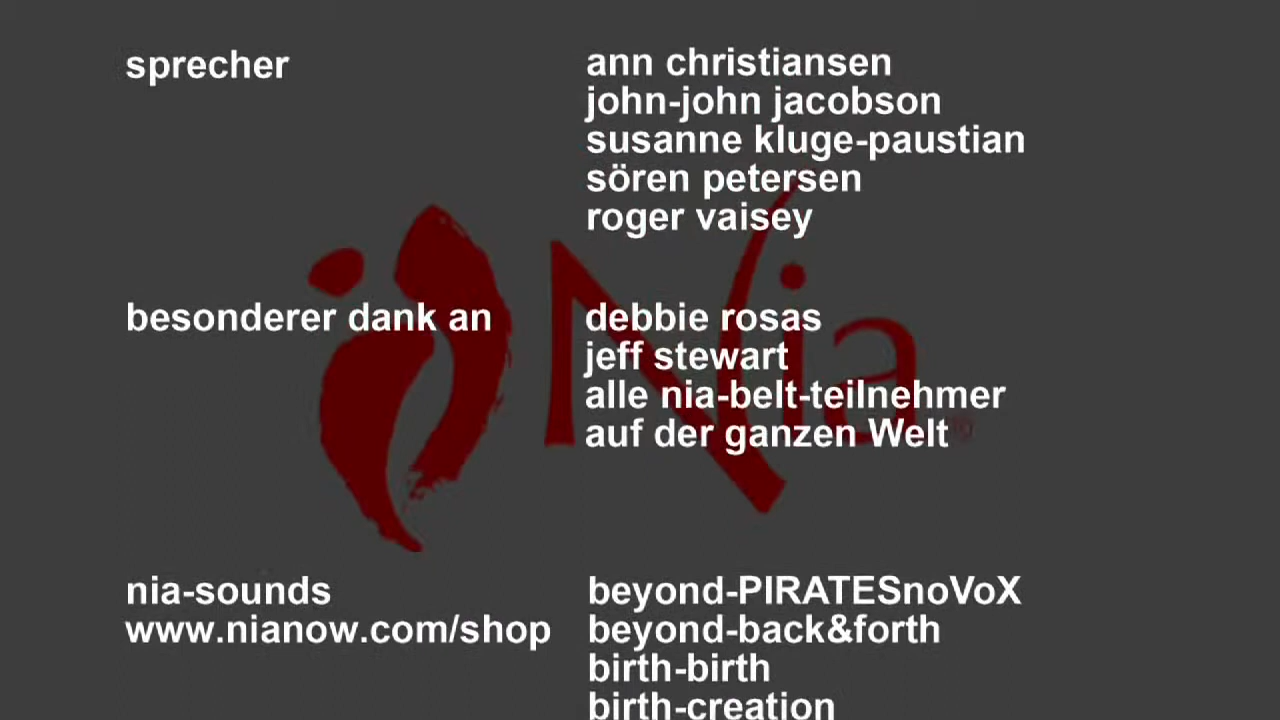 sprecher
ann christiansen
john-john jacobson
susanne kluge-paustian
sören petersen
roger vaisey
besonderer dank an
debbie rosas
jeff stewart
alle nia-belt-teilnehmer
auf der ganzen Welt
Nia®
nia-sounds
www.nianow.com/shop
beyond-PIRATESnoVoX
beyond-back&forth
birth-birth
birth-creation